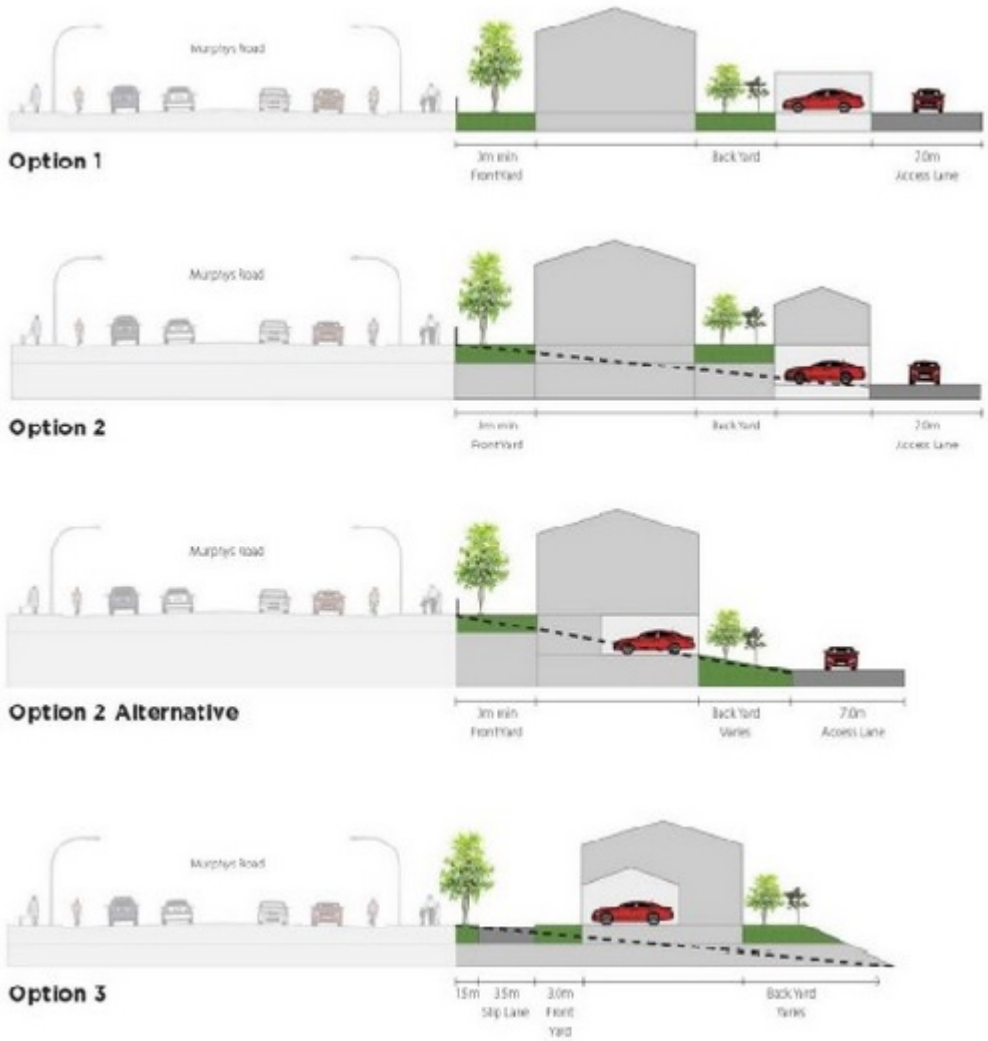 Murphys Road
Option 1
3m min
Front Yard
Back Yard
7.0m
Access Lane
Murphys Road
Option 2
3m min
Front Yard
Back Yard
7.0m
Access Lane
Murphys Road
Option 2 Alternative
3m min
Front Yard
Back Yard
Varies
7.0m
Access Lane
Murphys Road
Option 3
1.5m
3.5m
Slip Lane
3.0m
Front
Yard
Back Yard
Varies